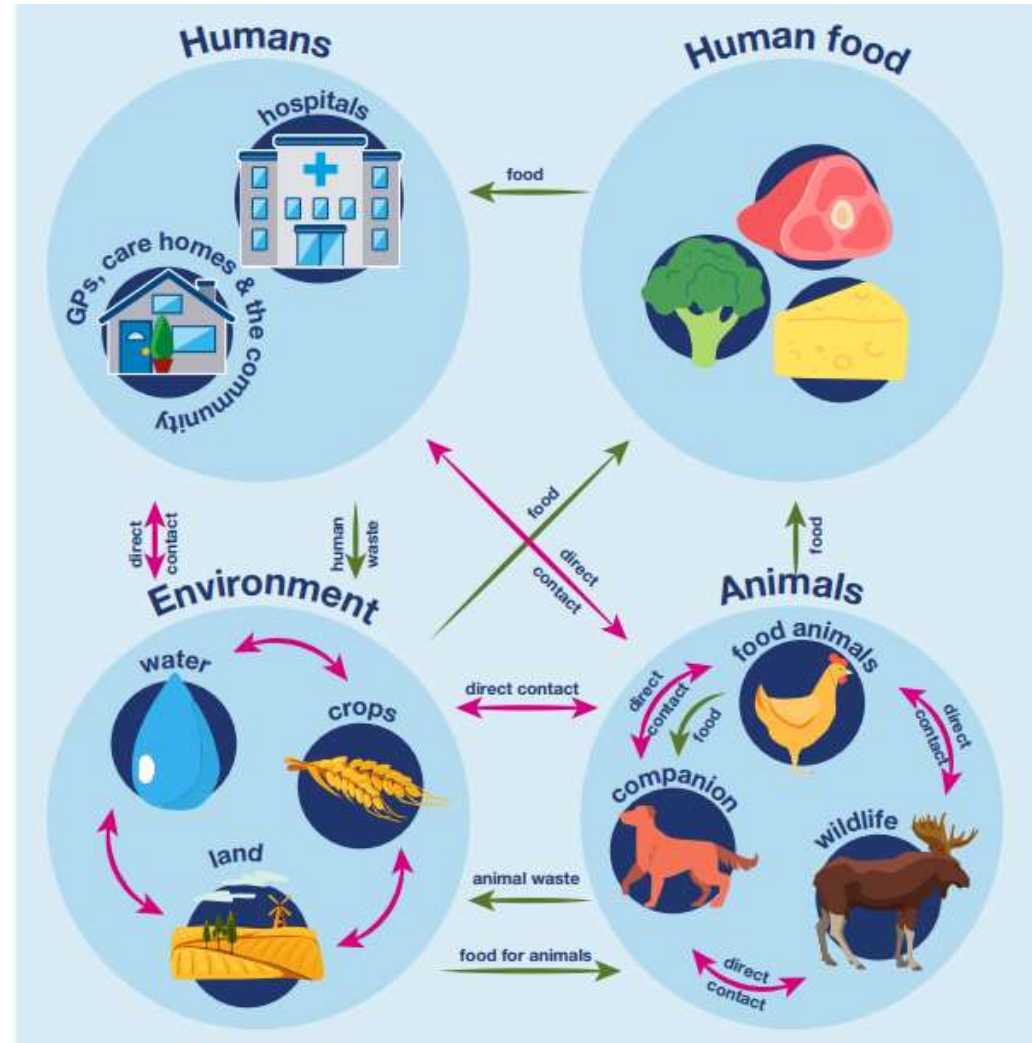 Humans
Human food
hospitals
GPs, care homes & the community
food
direct
contact
human
waste
food
direct
contact
food
Environment
Animals
water
crops
land
direct contact
food animals
direct
contact
food
direct
contact
companion
wildlife
animal waste
food for animals
direct
contact